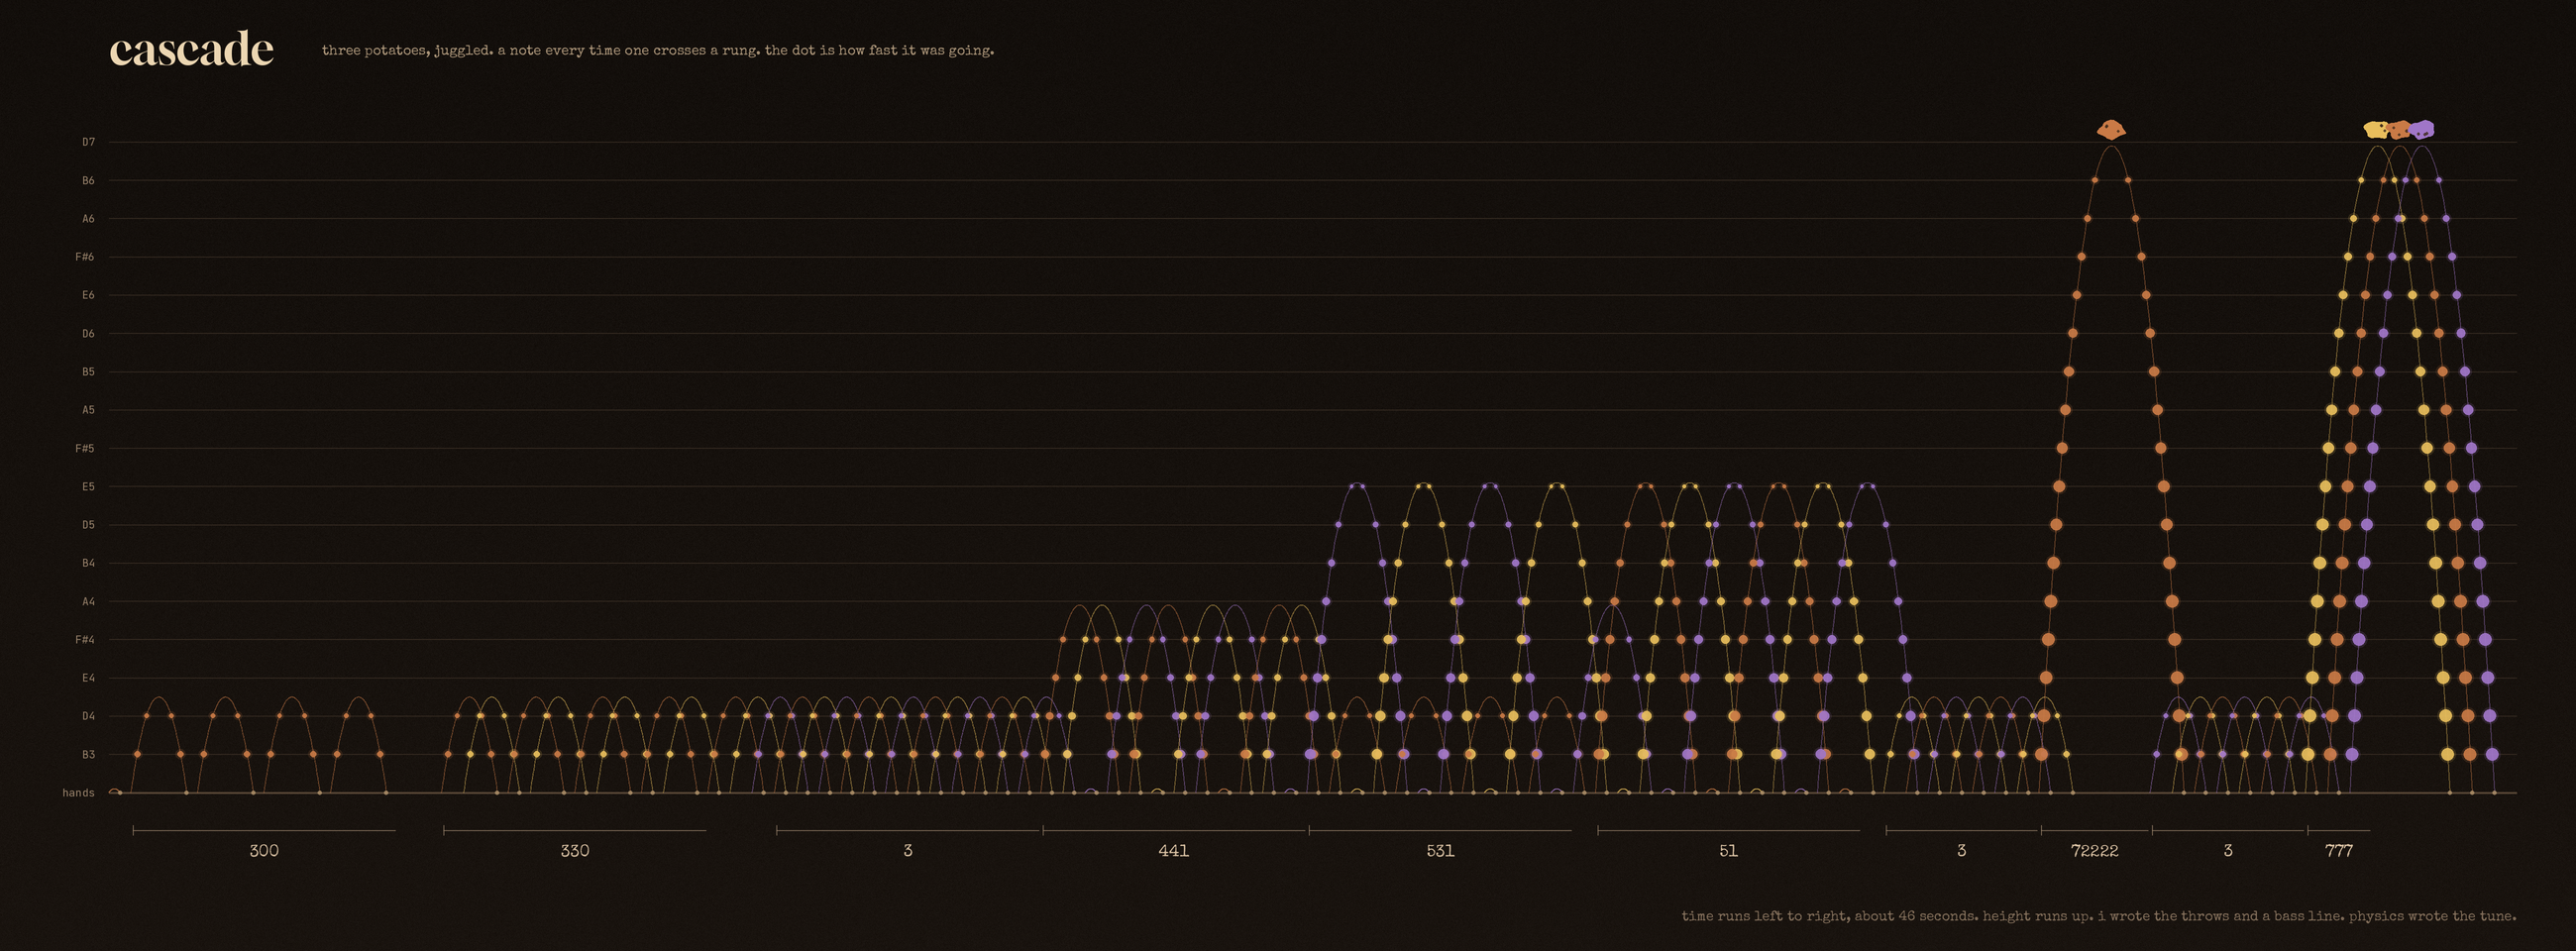 cascade
three potatoes, juggled. a note every time one crosses a rung. the dot is how fast it was going.
D7
B6
A6
F#6
E6
D6
B5
A5
F#5
E5
D5
B4
A4
F#4
E4
D4
B3
hands
300 330 3 441 531 51 3 72222 3 777
time runs left to right, about 46 seconds. height runs up. i wrote the throws and a bass line. physics wrote the tune.